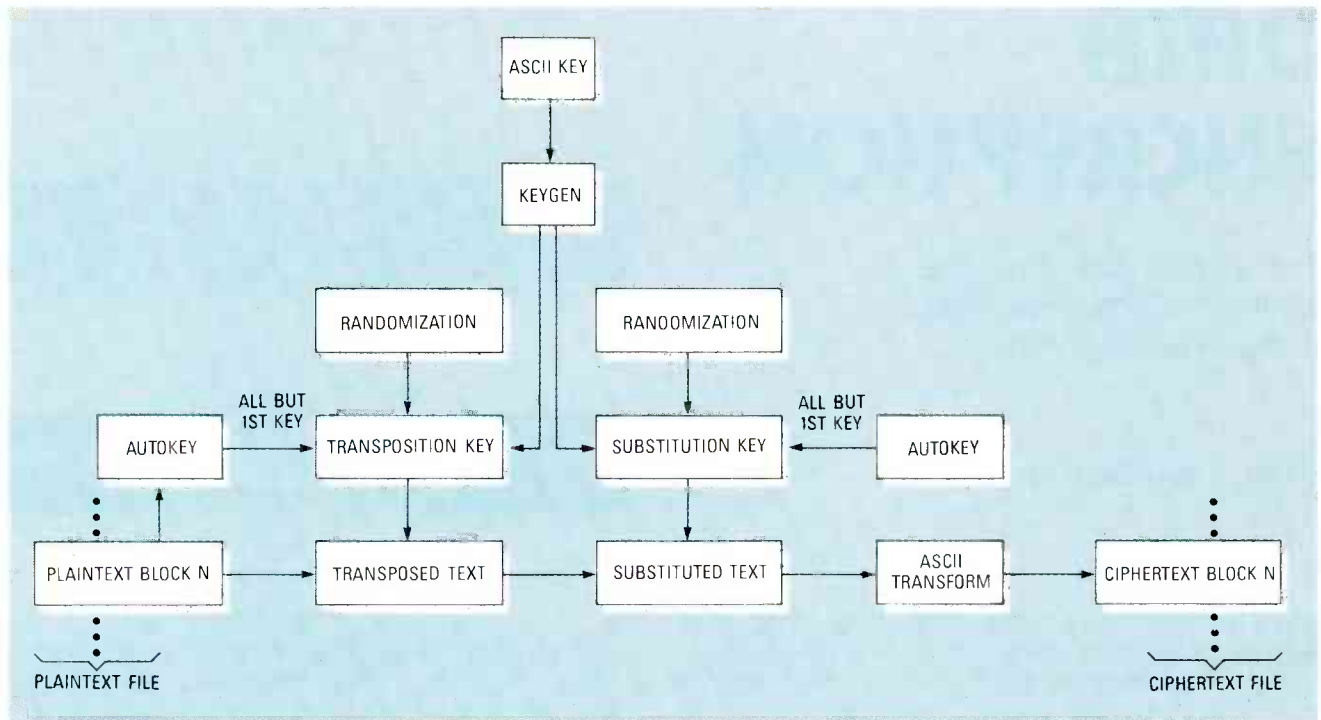 ASCII KEY
KEYGEN
RANDOMIZATION
RANDOMIZATION
ALL BUT
1ST KEY
ALL BUT
1ST KEY
AUTOKEY
TRANSPOSITION KEY
SUBSTITUTION KEY
AUTOKEY
PLAINTEXT BLOCK N
TRANSPOSED TEXT
SUBSTITUTED TEXT
ASCII
TRANSFORM
CIPHERTEXT BLOCK N
PLAINTEXT FILE
CIPHERTEXT FILE